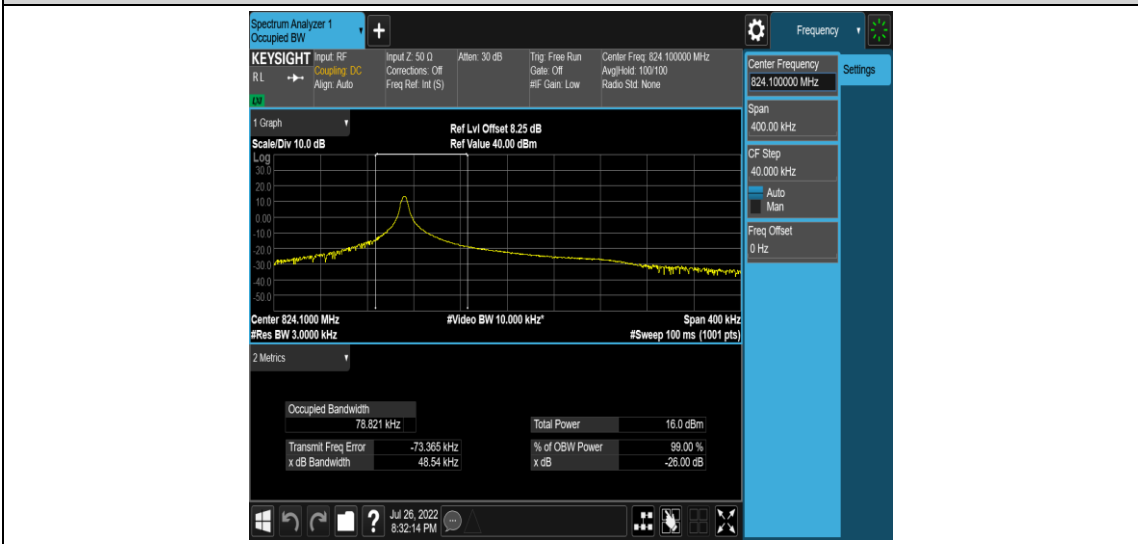 Spectrum Analyzer 1
Occupied BW
+
Frequency
KEYSIGHT
RL
LXI
Input: RF
Coupling: DC
Align: Auto
Input Z: 50 Ω
Corrections: Off
Freq Ref: Int (S)
Atten: 30 dB
Trig: Free Run
Gate: Off
#IF Gain: Low
Center Freq: 824.100000 MHz
Avg|Hold: 100/100
Radio Std: None
Center Frequency
824.100000 MHz
Settings
Span
400.00 kHz
CF Step
40.000 kHz
Auto
Man
Freq Offset
0 Hz
1 Graph
Scale/Div 10.0 dB
Ref Lvl Offset 8.25 dB
Ref Value 40.00 dBm
Log
30.0
20.0
10.0
0.00
-10.0
-20.0
-30.0
-40.0
-50.0
Center 824.1000 MHz
#Video BW 10.000 kHz*
Span 400 kHz
#Res BW 3.0000 kHz
#Sweep 100 ms (1001 pts)
2 Metrics
Occupied Bandwidth
78.821 kHz
Total Power 16.0 dBm
Transmit Freq Error -73.365 kHz
% of OBW Power 99.00 %
x dB Bandwidth 48.54 kHz
x dB -26.00 dB
?
Jul 26, 2022
8:32:14 PM